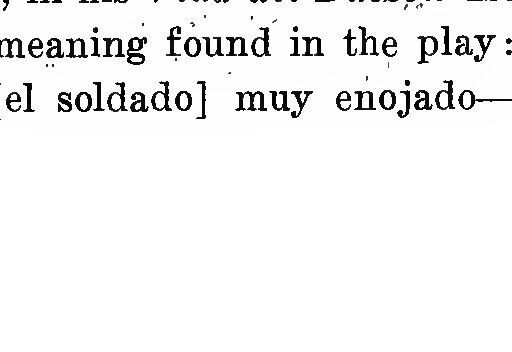 meaning found in the play:
[el soldado] muy enojado—